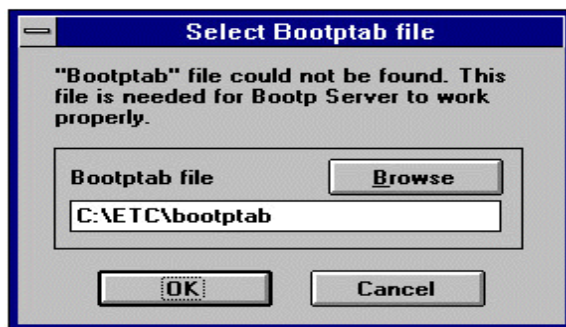 Select Bootptab file
"Bootptab" file could not be found. This
file is needed for Bootp Server to work
properly.
Bootptab file
Browse
C:\ETC\bootptab
OK
Cancel